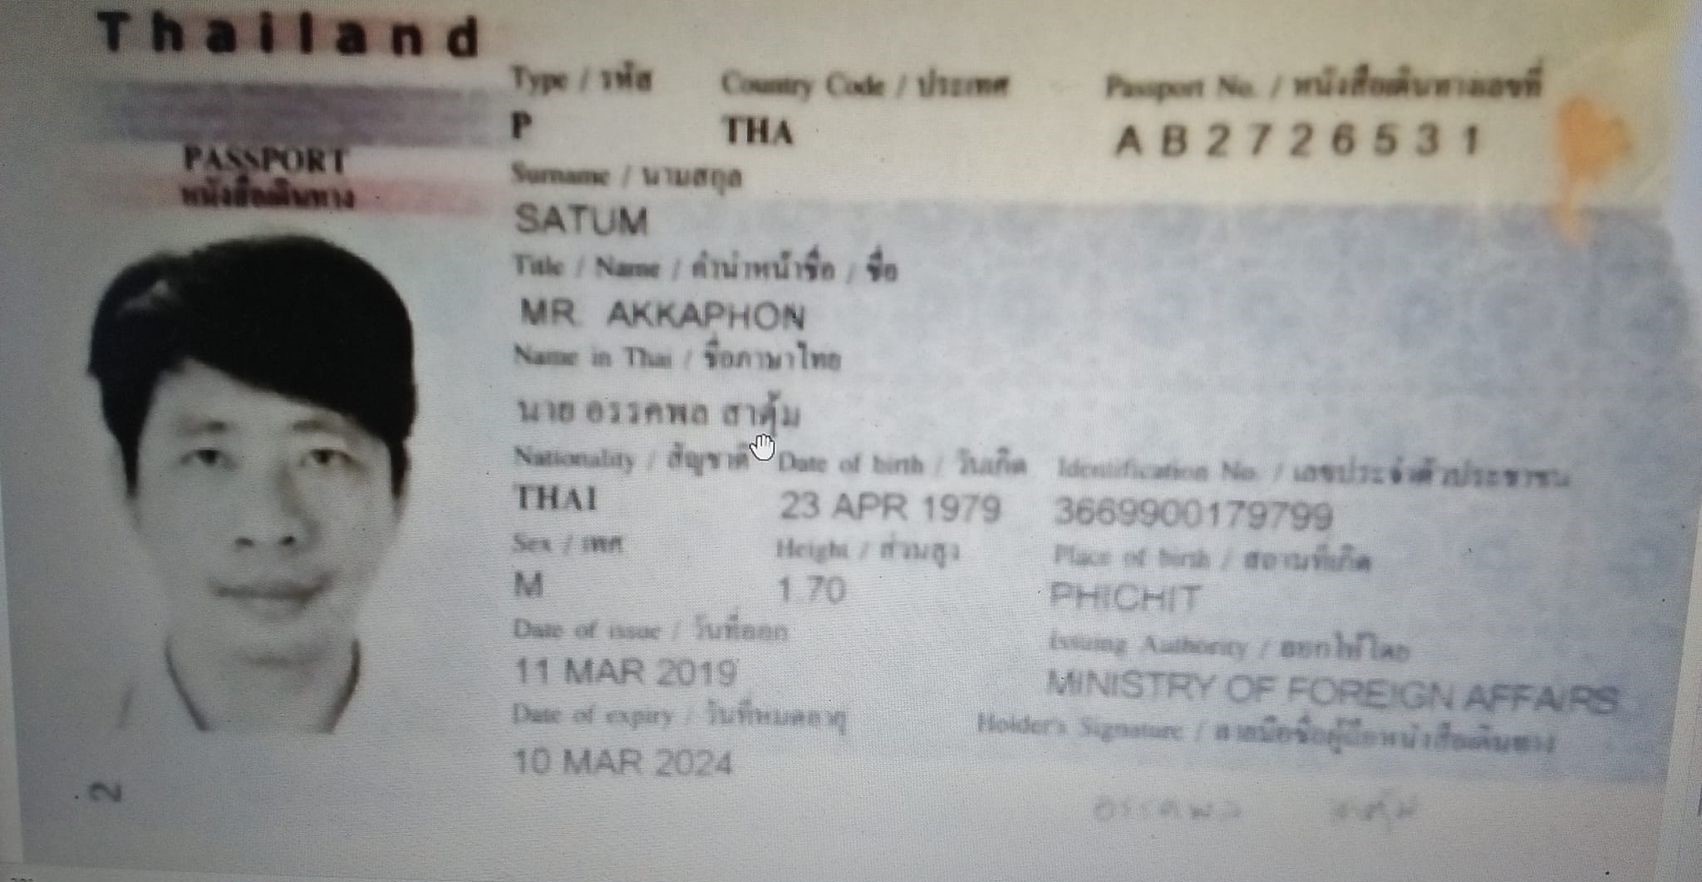 Thailand
Type / รหัส Country Code / ประเทศ Passport No. / หนังสือเดินทางเลขที่
P THA AB2726531
PASSPORT
หนังสือเดินทาง
Surname / นามสกุล
SATUM
Title / Name / คำนำหน้าชื่อ / ชื่อ
MR. AKKAPHON
Name in Thai / ชื่อภาษาไทย
นาย อรรคพล สาตุ้ม
Nationality / สัญชาติ Date of birth / วันเกิด Identification No. / เลขประจำตัวประชาชน
THAI 23 APR 1979 3669900179799
Sex / เพศ Height / ส่วนสูง Place of birth / สถานที่เกิด
M 1.70 PHICHIT
Date of issue / วันที่ออก Issuing Authority / ออกให้โดย
11 MAR 2019 MINISTRY OF FOREIGN AFFAIRS
Date of expiry / วันที่หมดอายุ Holder's Signature / ลายมือชื่อผู้ถือหนังสือเดินทาง
10 MAR 2024
2 อรรคพล สาตุ้ม